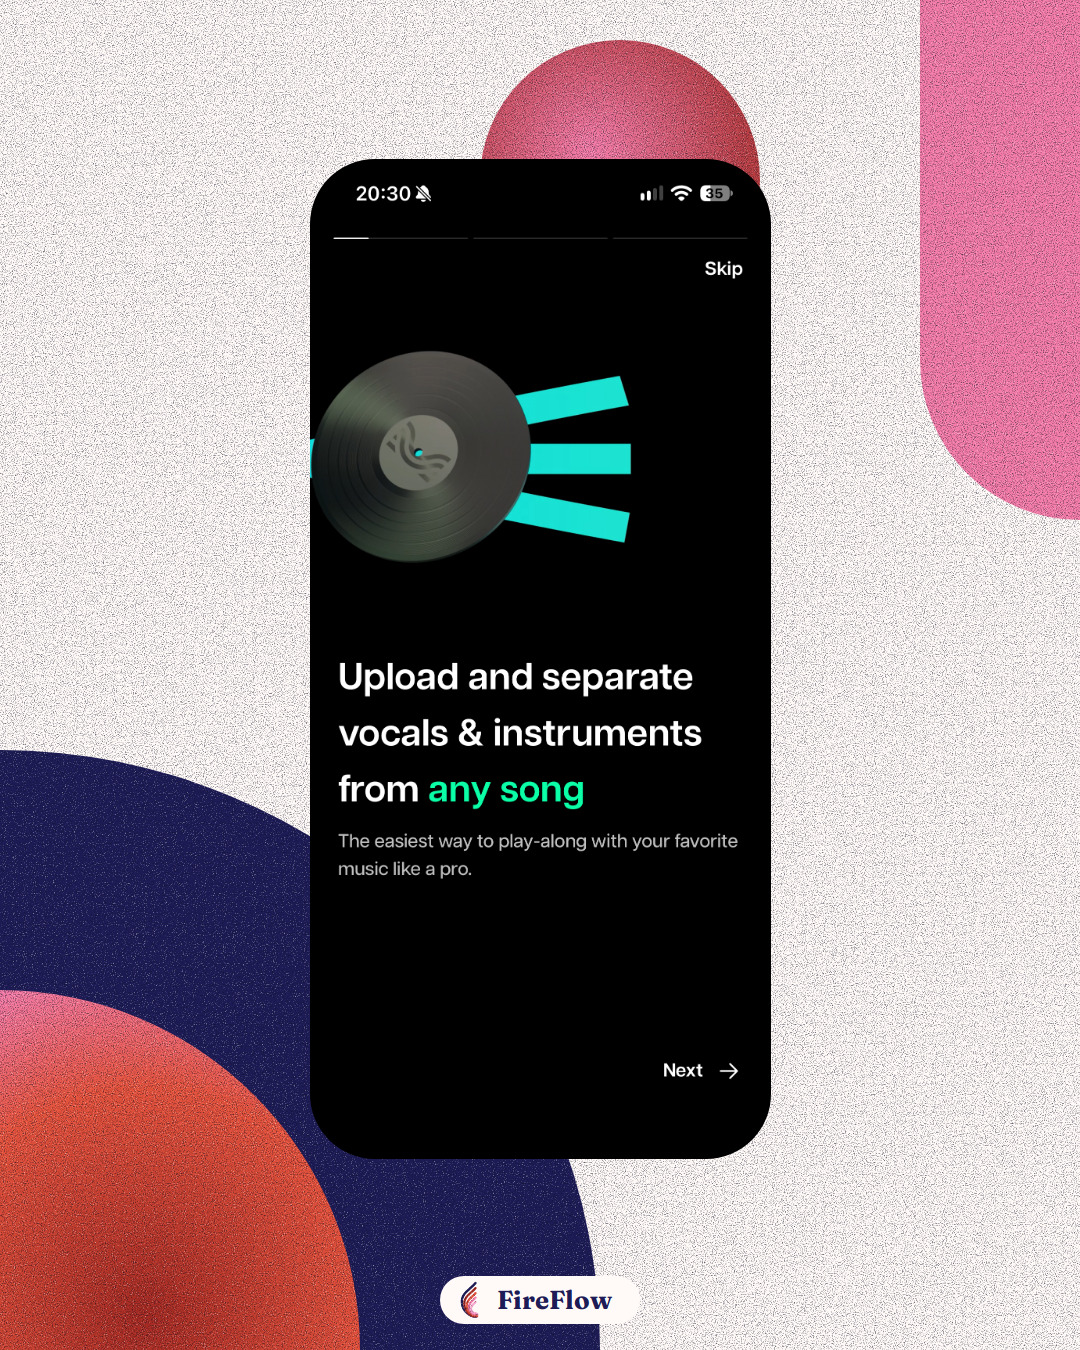 20:30
35
Skip
Upload and separate
vocals & instruments
from any song
The easiest way to play-along with your favorite
music like a pro.
Next →
FireFlow